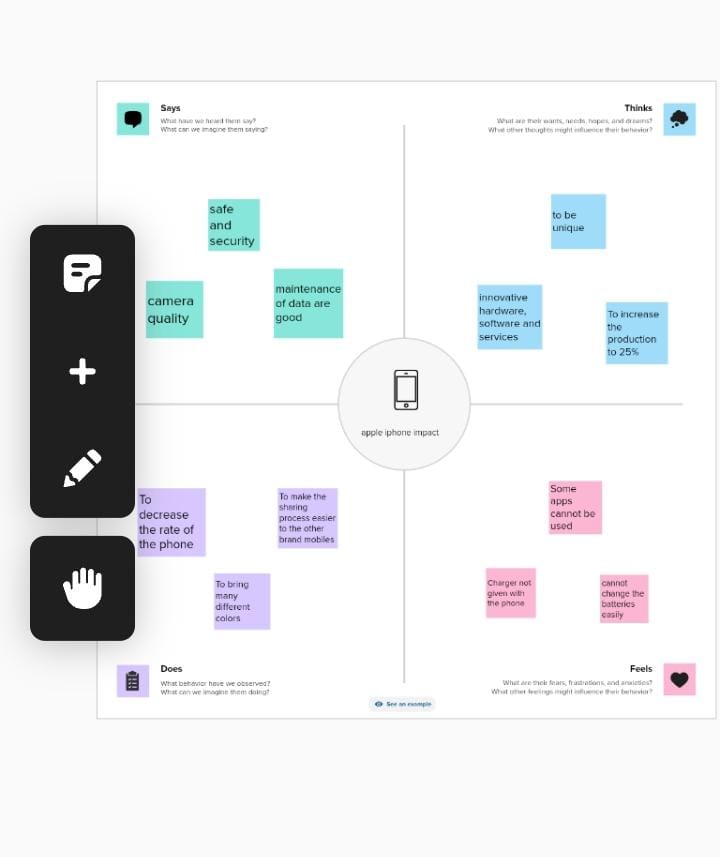 Says
What have we heard them say?
What can we imagine them saying?
Thinks
What are their wants, needs, hopes, and dreams?
What other thoughts might influence their behavior?
safe
and
security
camera
quality
maintenance
of data are
good
to be
unique
innovative
hardware,
software and
services
To increase
the
production
to 25%
apple iphone impact
To
decrease
the rate of
the phone
To make the
sharing
process easier
to the other
brand mobiles
To bring
many
different
colors
Some
apps
cannot be
used
Charger not
given with
the phone
cannot
change the
batteries
easily
Does
What behavior have we observed?
What can we imagine them doing?
Feels
What are their fears, frustrations, and anxieties?
What other feelings might influence their behavior?
See an example